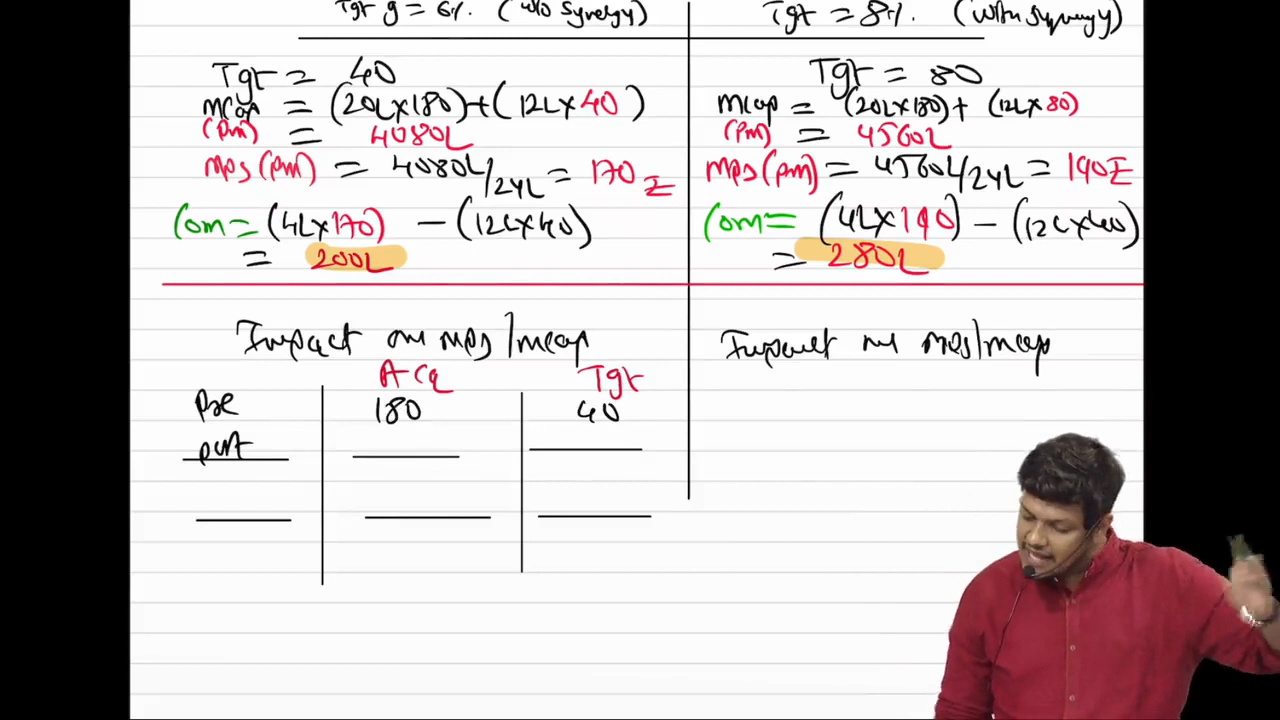 Tgt g = 6%. (w/o Synergy)
Tgt = 40
mcap = (20L×180)+(12L×40)
(Pm) = 4080L
mps(pm) = 4080L/24L = 170
Com = (4L×170) - (12L×40)
= 200L
Impact on mps/mcap
Acq Tgt
Pre 180 40
post
Tgt = 8%. (with synergy)
Tgt = 80
mcap = (20L×180)+ (12L×80)
(Pm) = 4560L
mps(pm) = 4560L/24L = 190
Com = (4L×190) - (12L×40)
= 280L
Impact on mps/mcap